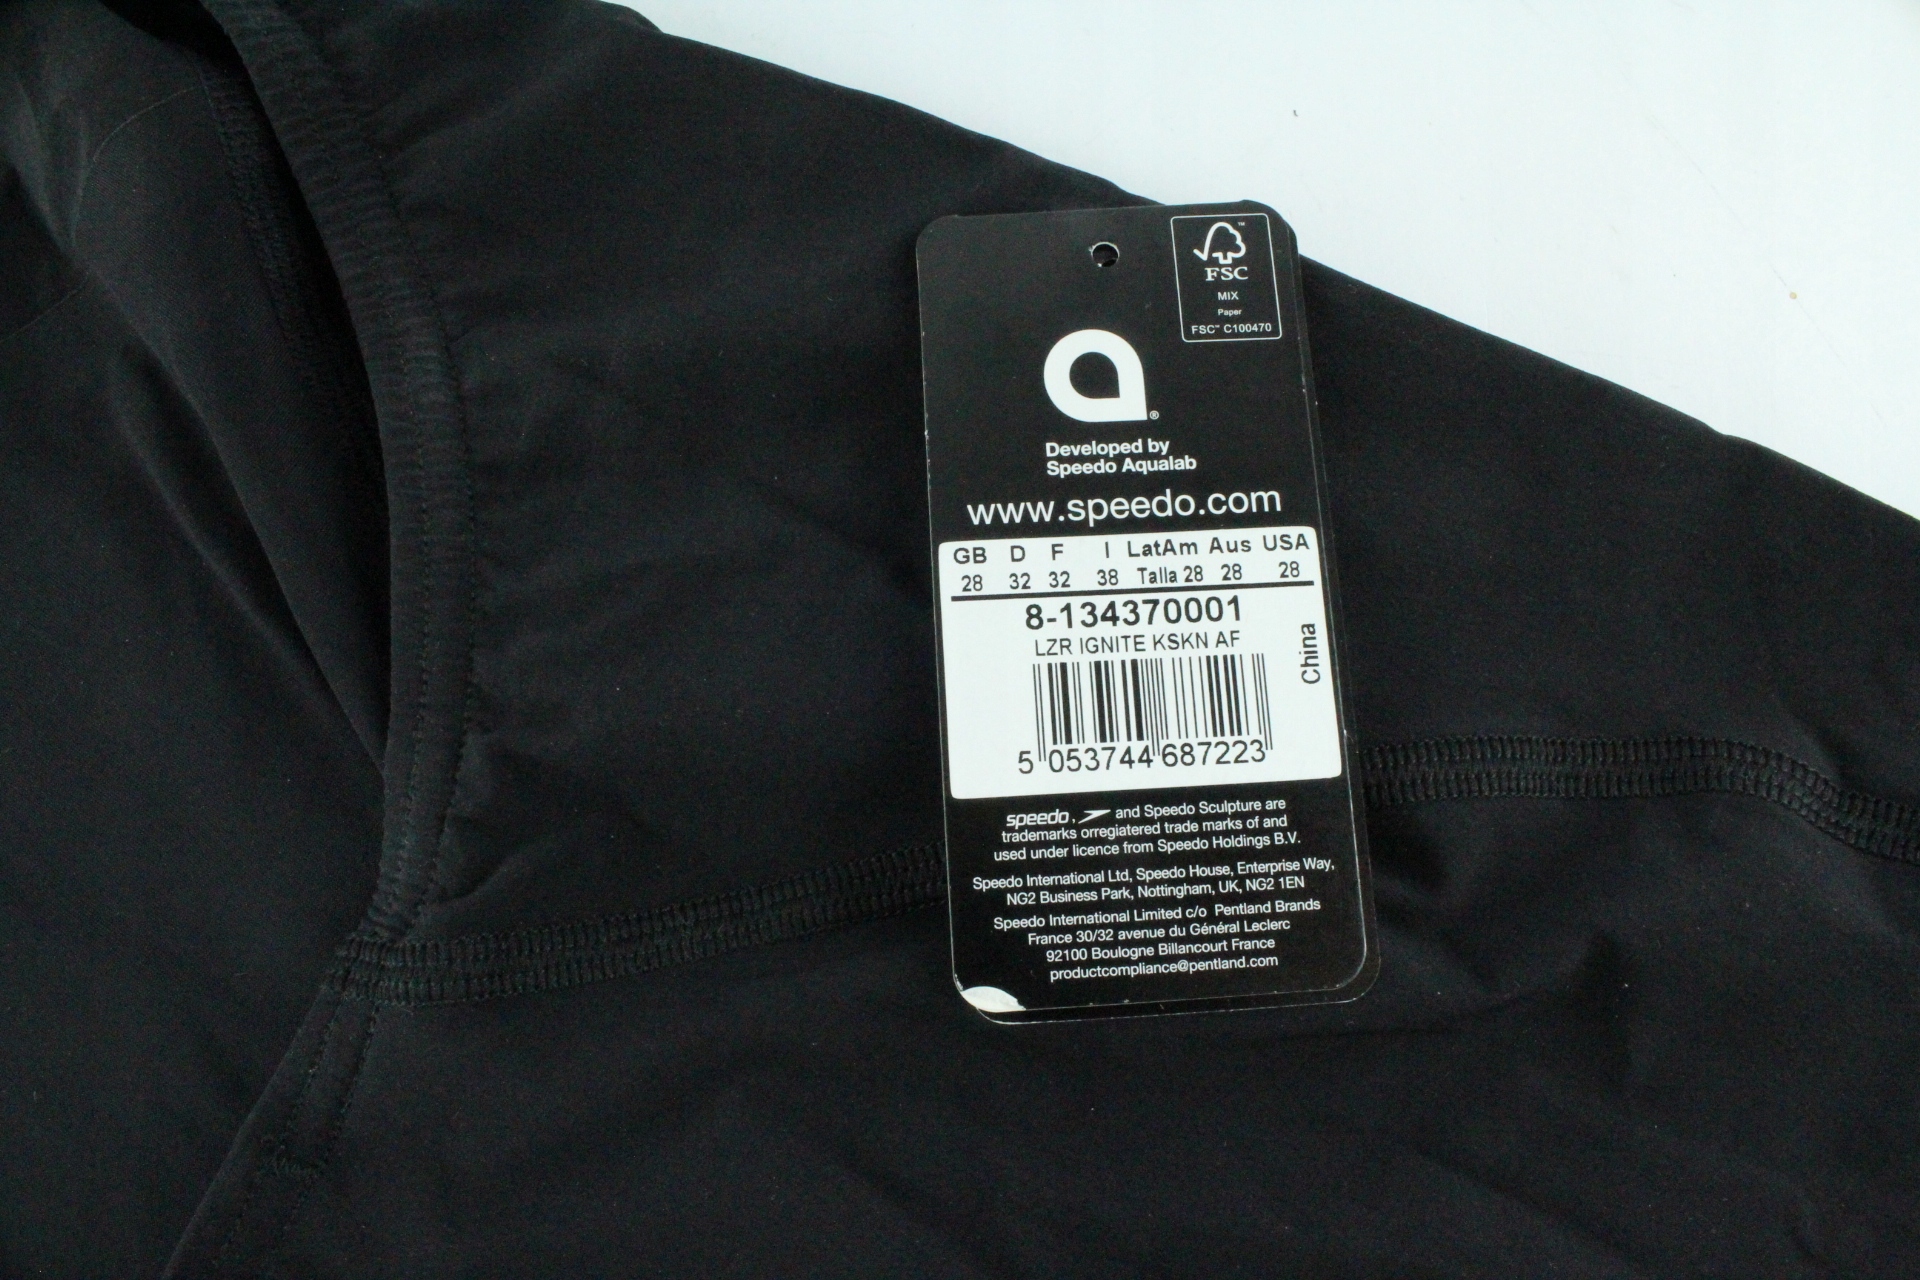 FSC
MIX
Paper
FSC™ C100470
Developed by
Speedo Aqualab
www.speedo.com
GB D F I LatAm Aus USA
28 32 32 38 Talla 28 28 28
8-134370001
LZR IGNITE KSKN AF
China
5 053744 687223
speedo, and Speedo Sculpture are
trademarks orregiatered trade marks of and
used under licence from Speedo Holdings B.V.
Speedo International Ltd, Speedo House, Enterprise Way,
NG2 Business Park, Nottingham, UK, NG2 1EN
Speedo International Limited c/o Pentland Brands
France 30/32 avenue du Général Leclerc
92100 Boulogne Billancourt France
productcompliance@pentland.com